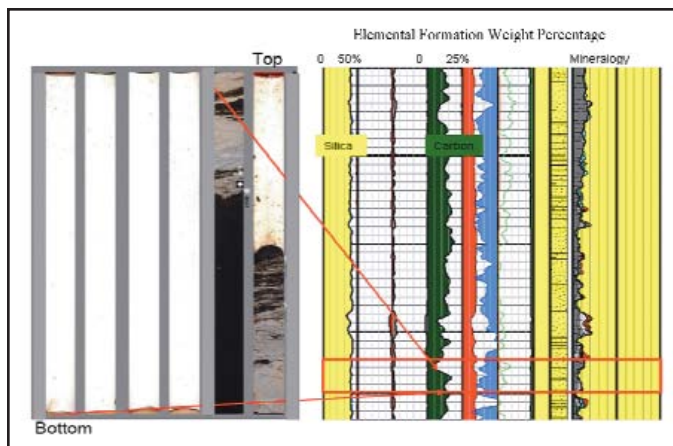 Elemental Formation Weight Percentage
Top
0 50% 0 25% Mineralogy
Silica Carbon
Bottom